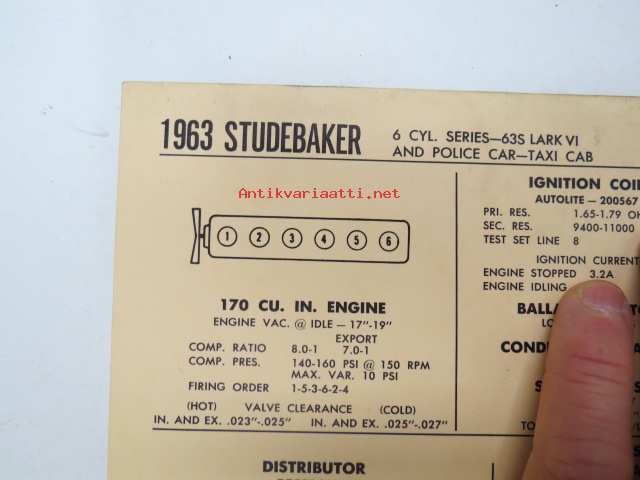 1963 STUDEBAKER
6 CYL. SERIES—63S LARK VI
AND POLICE CAR—TAXI CAB
Antikvariaatti.net
1 2 3 4 5 6
170 CU. IN. ENGINE
ENGINE VAC. @ IDLE — 17"-19"
EXPORT
COMP. RATIO 8.0-1 7.0-1
COMP. PRES. 140-160 PSI @ 150 RPM
MAX. VAR. 10 PSI
FIRING ORDER 1-5-3-6-2-4
(HOT) VALVE CLEARANCE (COLD)
IN. AND EX. .023"-.025" IN. AND EX. .025"-.027"
DISTRIBUTOR
IGNITION COI
AUTOLITE — 200567
PRI. RES. 1.65-1.79 OH
SEC. RES. 9400-11000
TEST SET LINE 8
IGNITION CURRENT
ENGINE STOPPED 3.2A
ENGINE IDLING